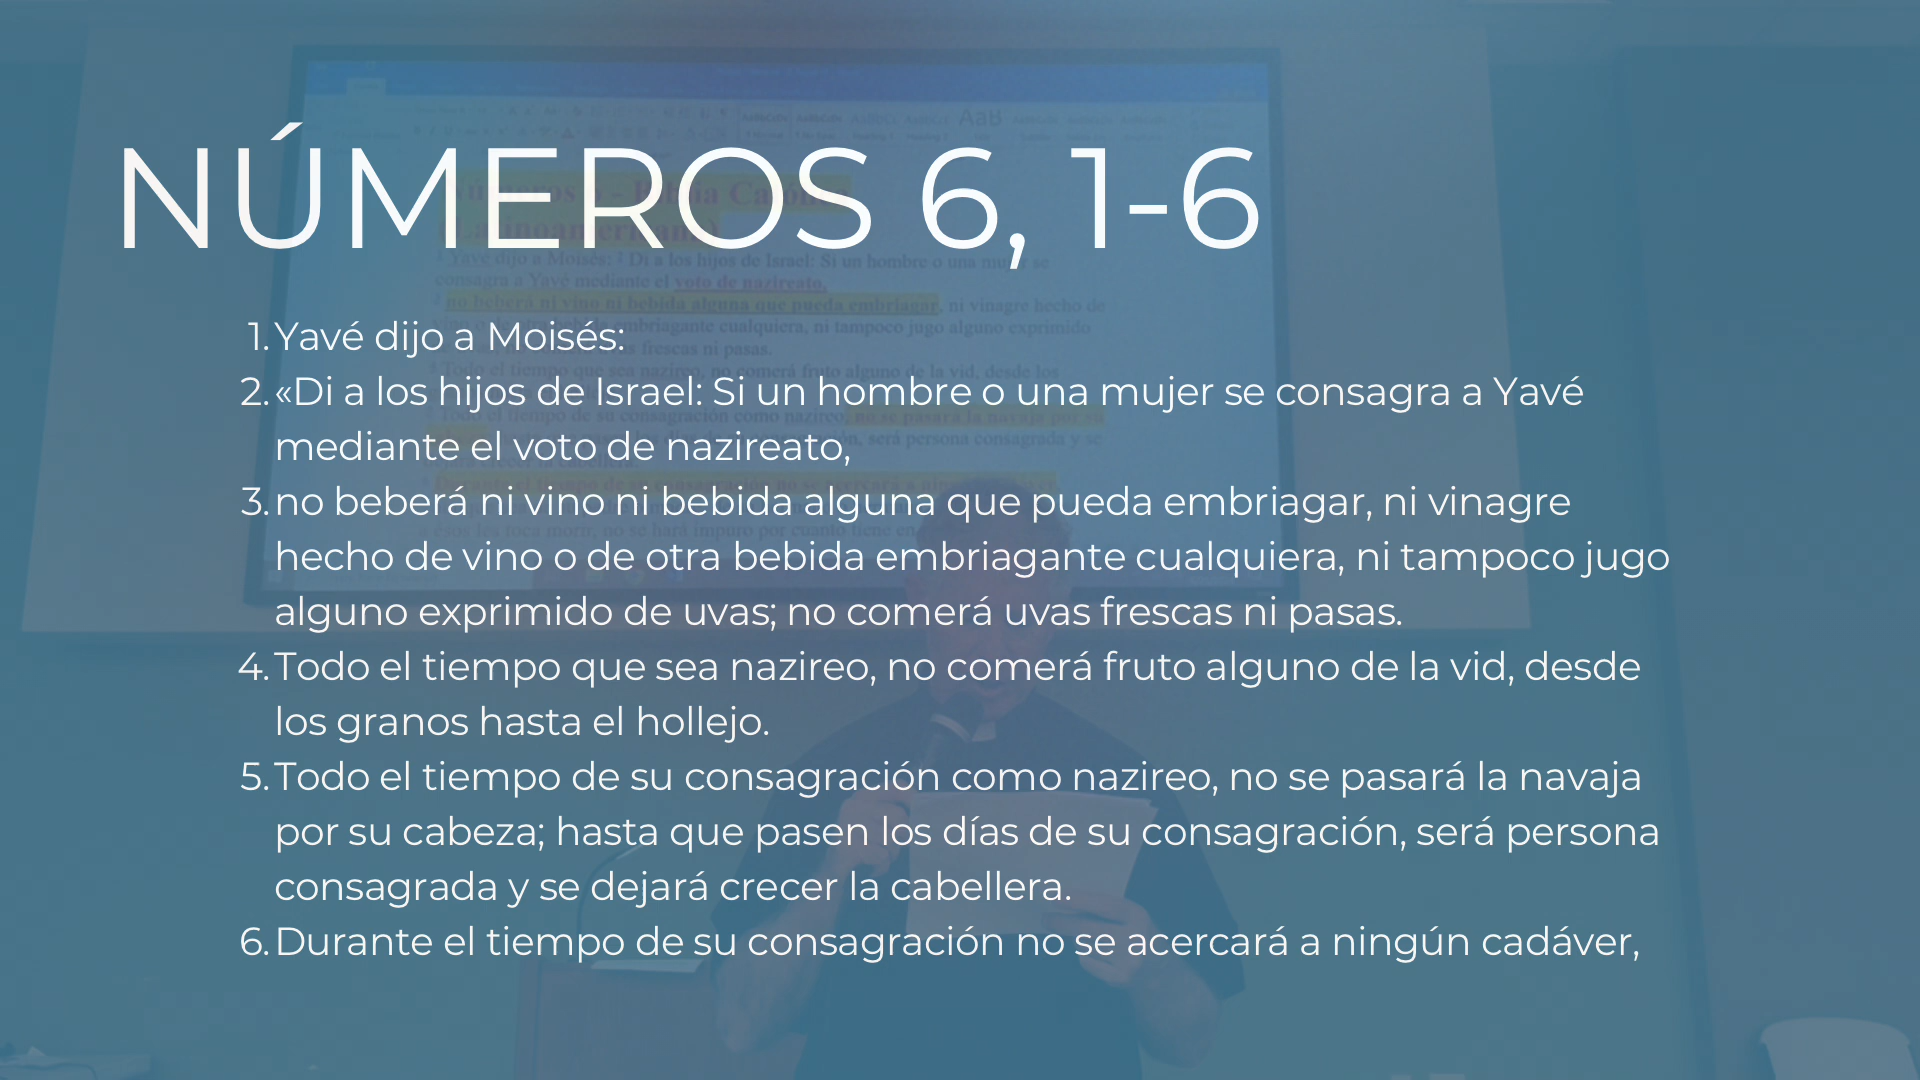 NÚMEROS 6, 1-6
1. Yavé dijo a Moisés:
2. «Di a los hijos de Israel: Si un hombre o una mujer se consagra a Yavé
mediante el voto de nazireato,
3. no beberá ni vino ni bebida alguna que pueda embriagar, ni vinagre
hecho de vino o de otra bebida embriagante cualquiera, ni tampoco jugo
alguno exprimido de uvas; no comerá uvas frescas ni pasas.
4. Todo el tiempo que sea nazireo, no comerá fruto alguno de la vid, desde
los granos hasta el hollejo.
5. Todo el tiempo de su consagración como nazireo, no se pasará la navaja
por su cabeza; hasta que pasen los días de su consagración, será persona
consagrada y se dejará crecer la cabellera.
6. Durante el tiempo de su consagración no se acercará a ningún cadáver,